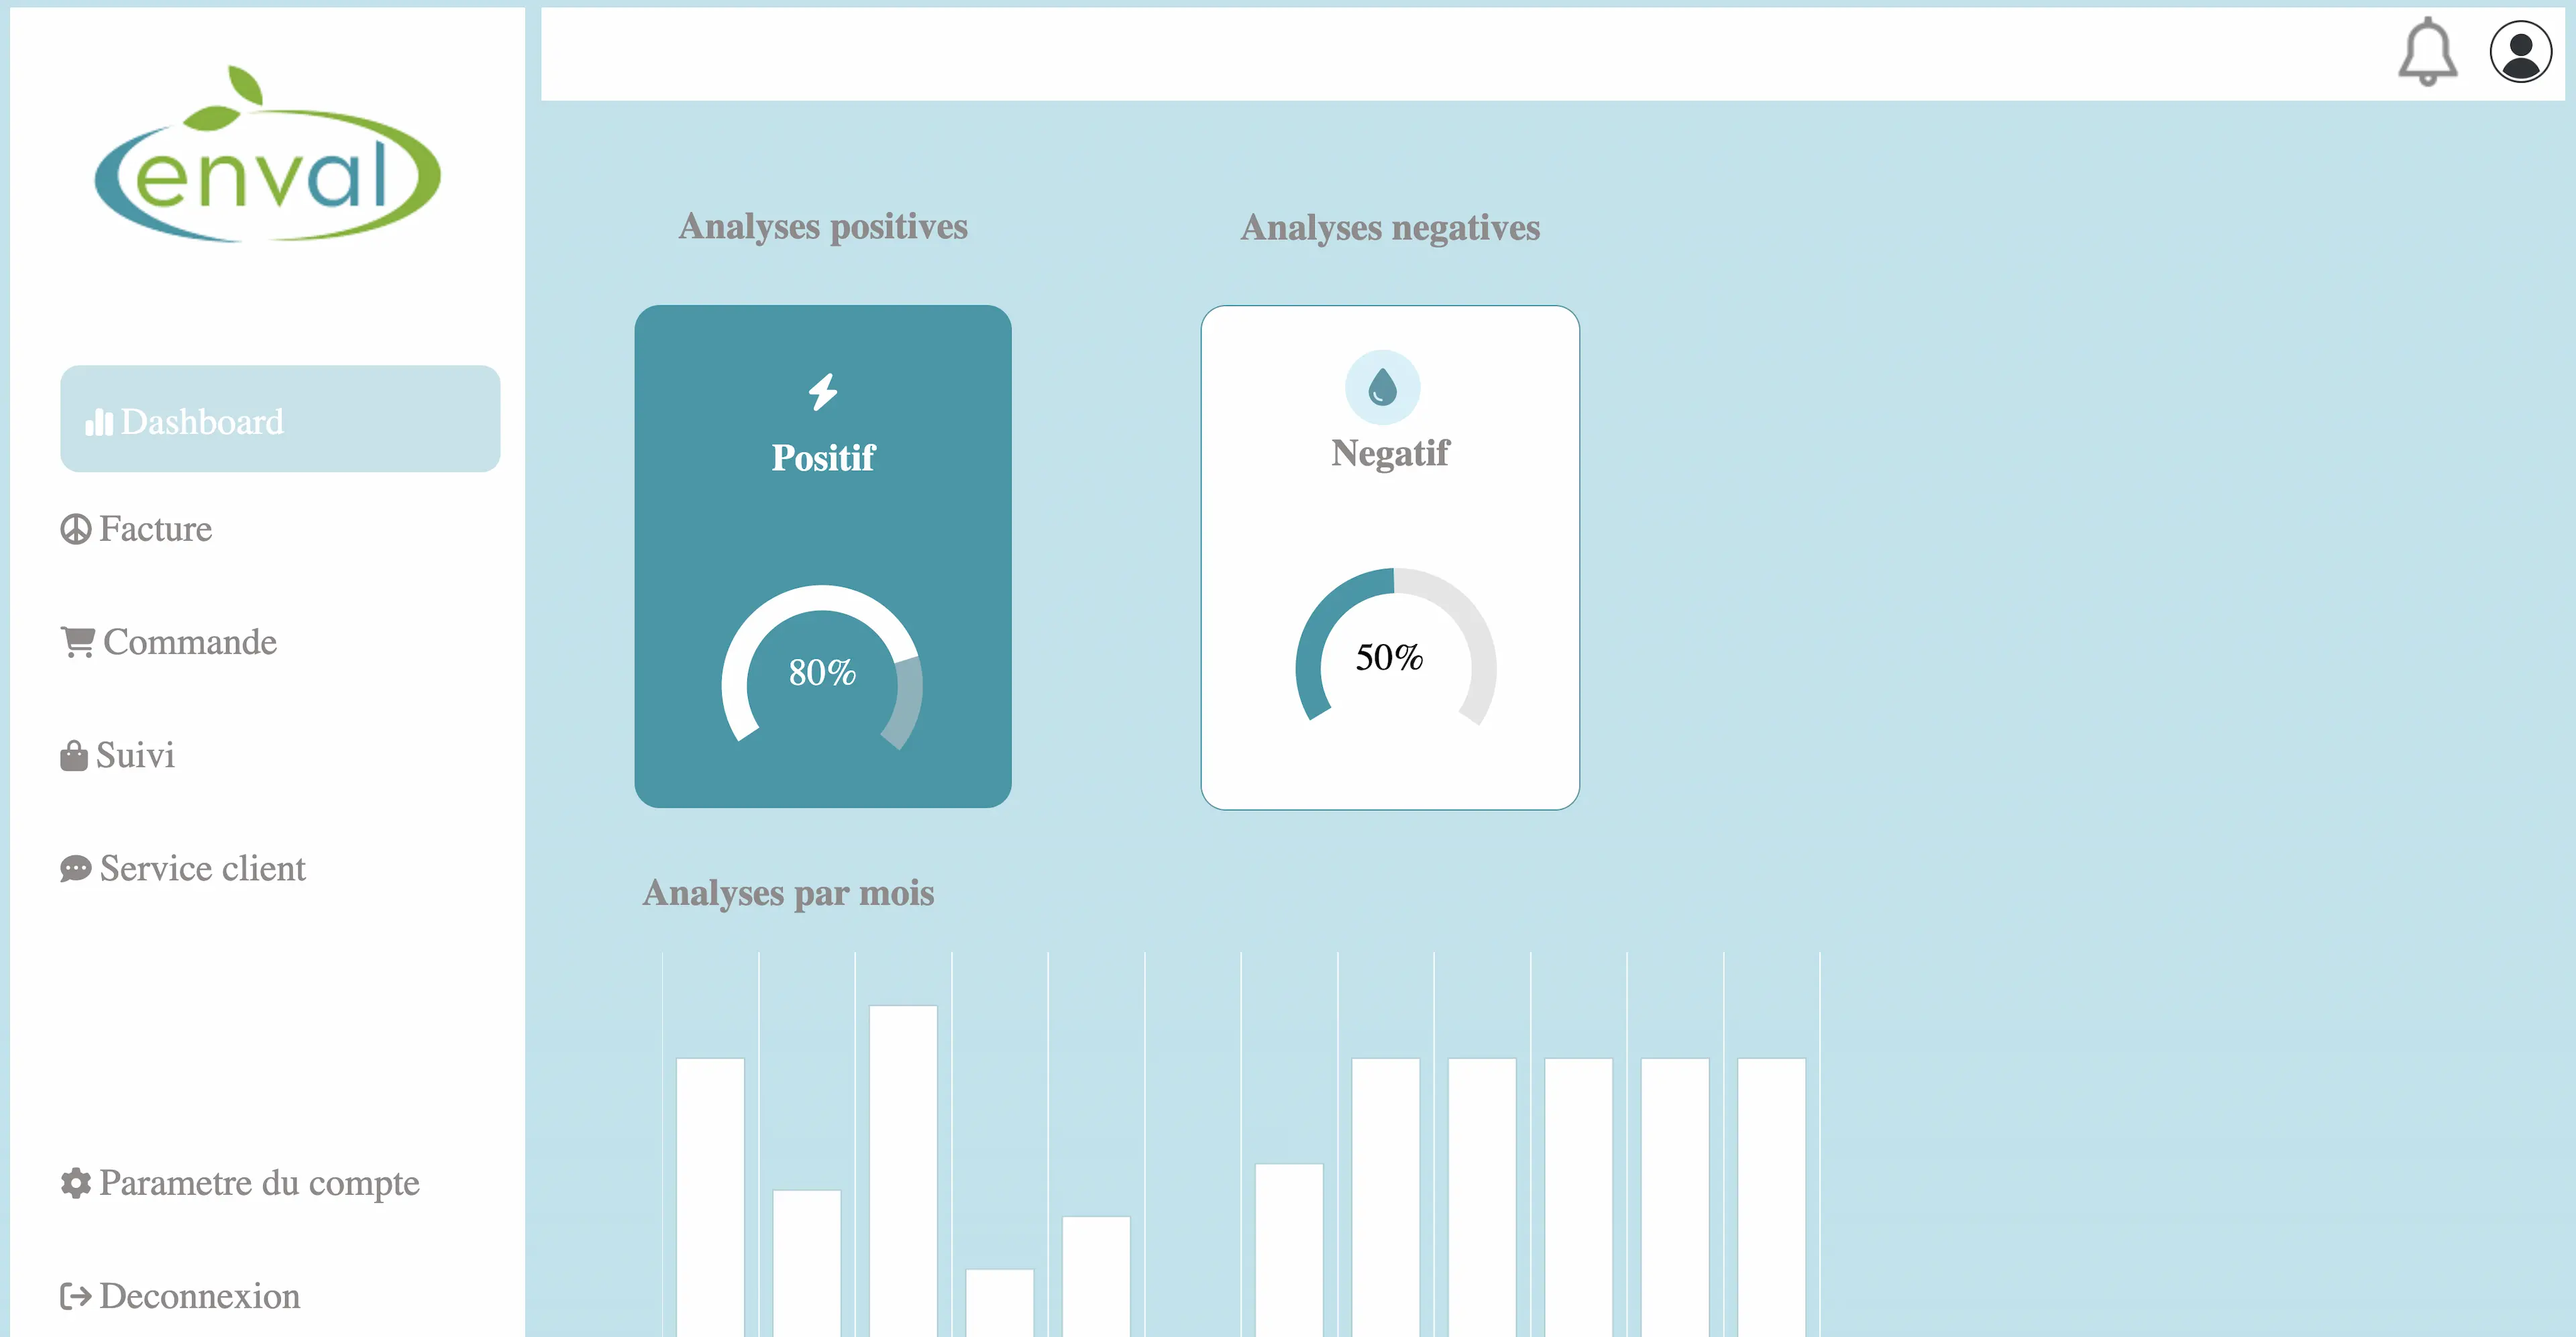 enval
Dashboard
Facture
Commande
Suivi
Service client
Parametre du compte
Deconnexion
Analyses positives
Analyses negatives
Positif
Negatif
80%
50%
Analyses par mois